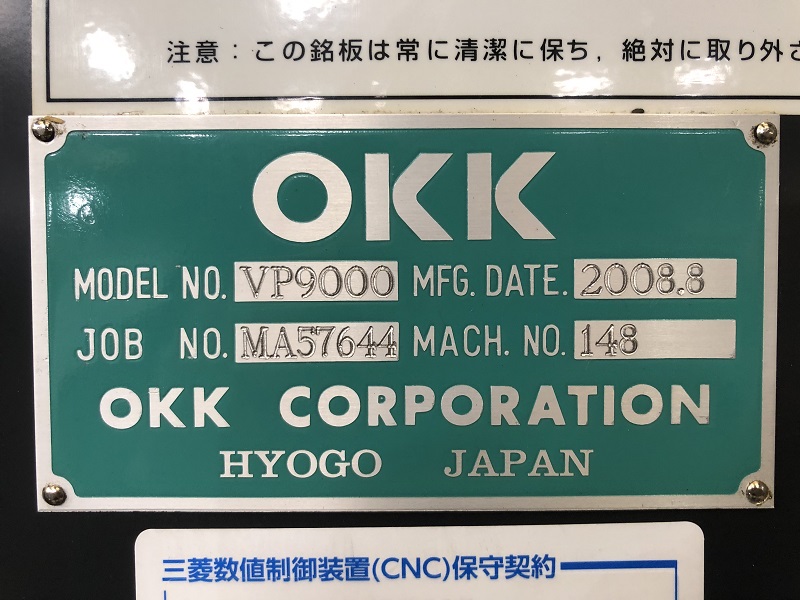 注意：この銘板は常に清潔に保ち，絶対に取り外さ
OKK
MODEL NO. VP9000 MFG. DATE. 2008.8
JOB NO. MA57644 MACH. NO. 148
OKK CORPORATION
HYOGO JAPAN
三菱数値制御装置(CNC)保守契約